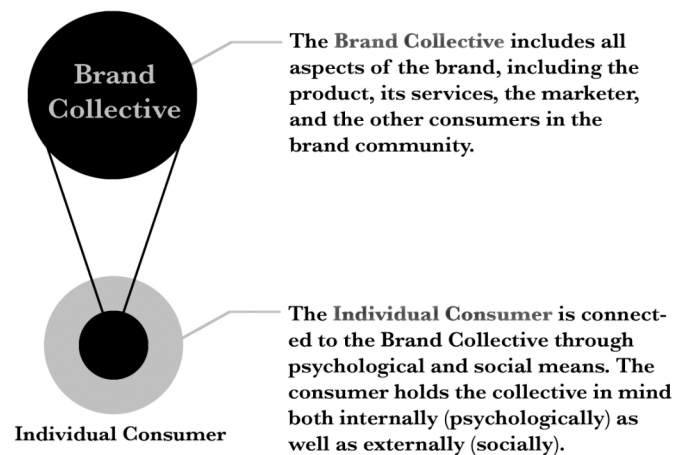 Brand
Collective
The Brand Collective includes all
aspects of the brand, including the
product, its services, the marketer,
and the other consumers in the
brand community.
The Individual Consumer is connect-
ed to the Brand Collective through
psychological and social means. The
consumer holds the collective in mind
both internally (psychologically) as
well as externally (socially).
Individual Consumer